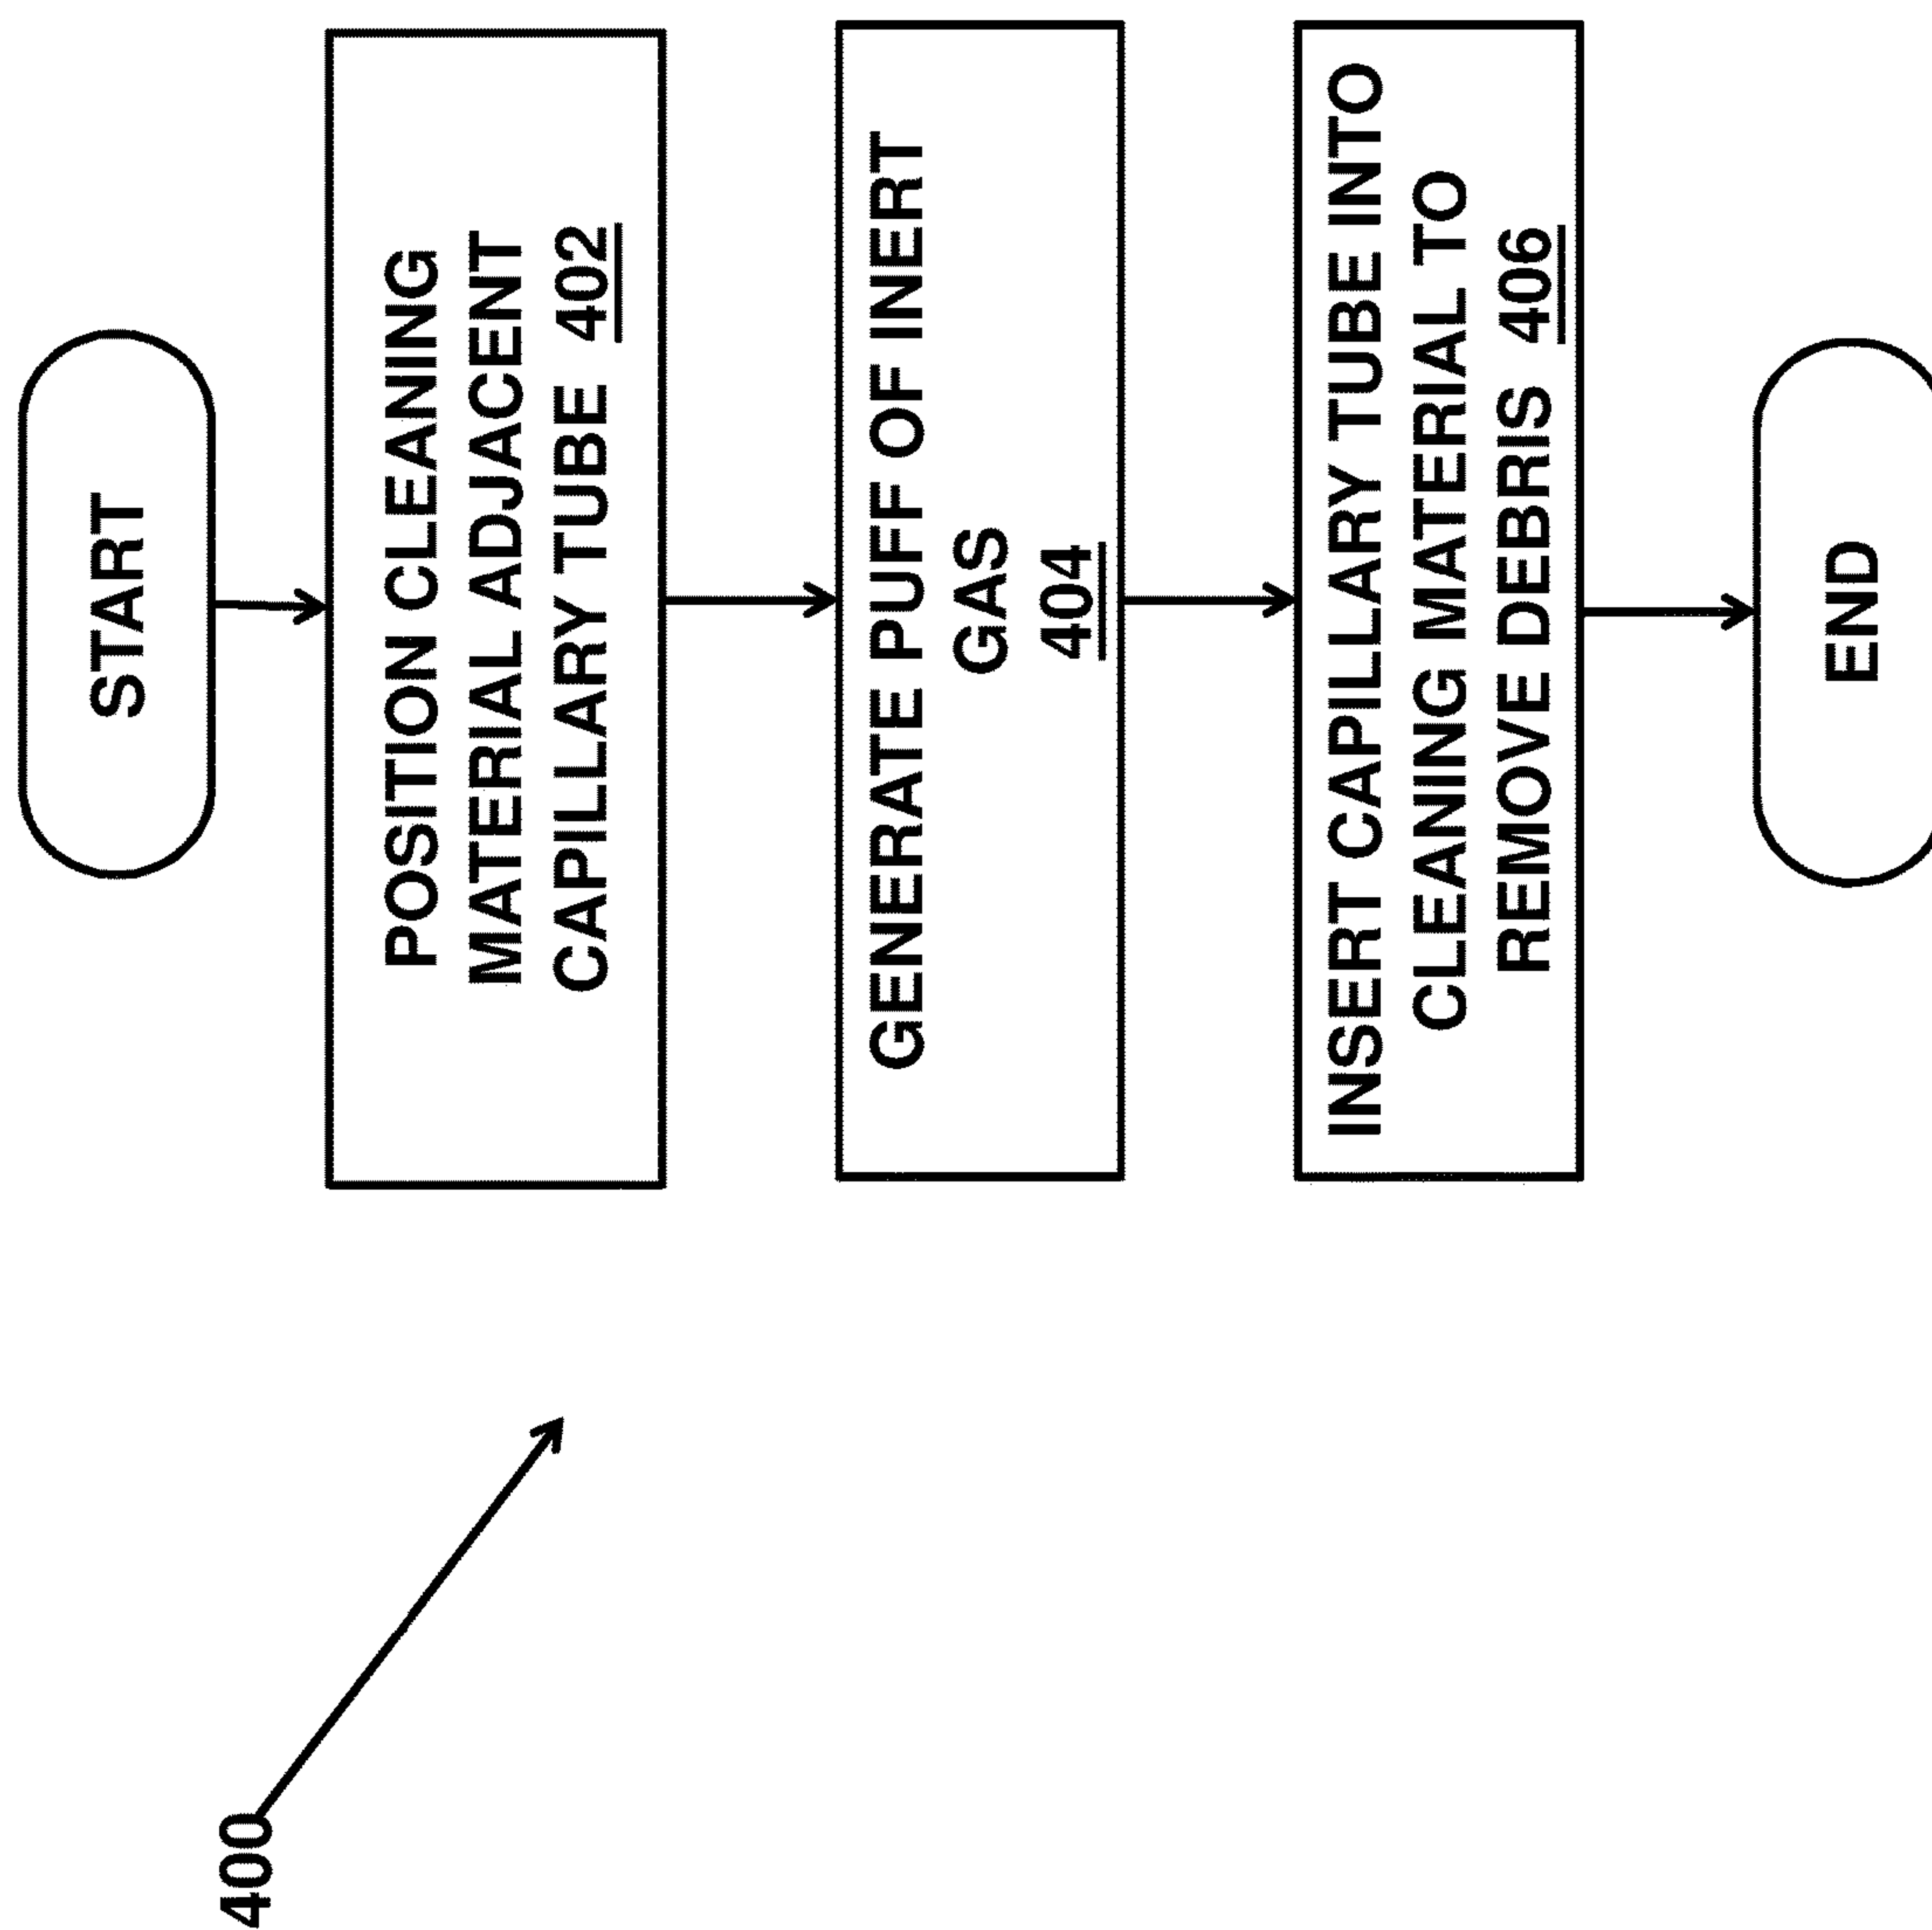 400
START
POSITION CLEANING
MATERIAL ADJACENT
CAPILLARY TUBE 402
GENERATE PUFF OF INERT
GAS
404
INSERT CAPILLARY TUBE INTO
CLEANING MATERIAL TO
REMOVE DEBRIS 406
END